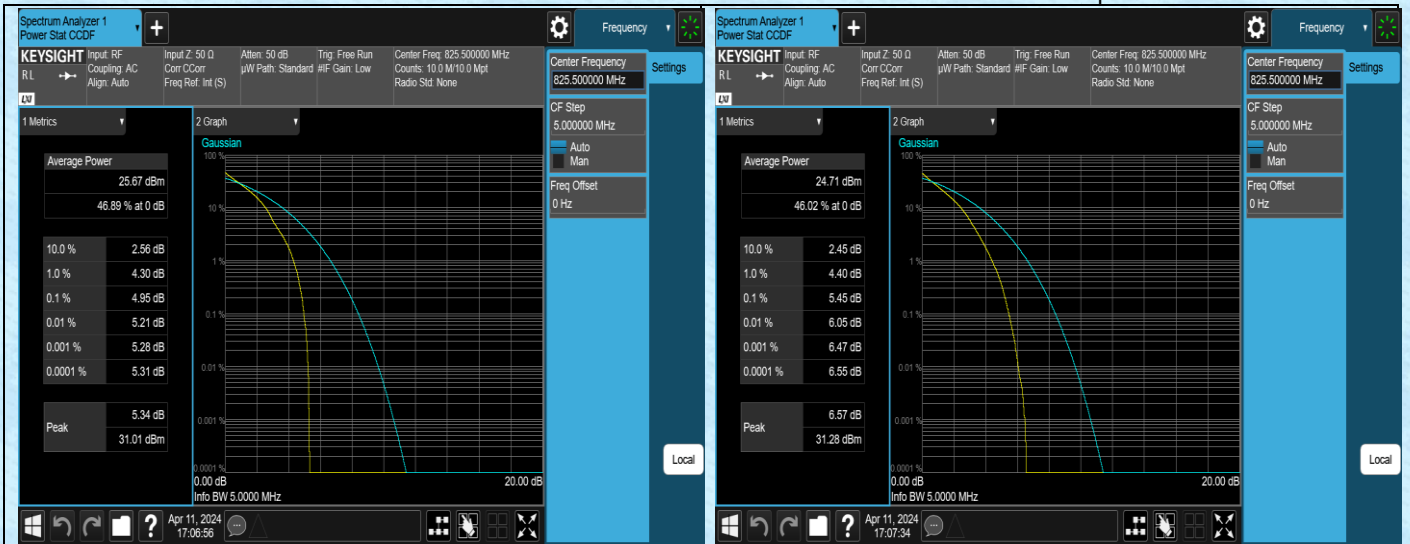 Spectrum Analyzer 1
Power Stat CCDF
Frequency
KEYSIGHT Input: RF Input Z: 50 Ω Atten: 50 dB Trig: Free Run Center Freq: 825.500000 MHz
RL Coupling: AC Corr CCorr µW Path: Standard #IF Gain: Low Counts: 10.0 M/10.0 Mpt
Align: Auto Freq Ref: Int (S) Radio Std: None
LXI
Center Frequency
825.500000 MHz
Settings
CF Step
5.000000 MHz
Auto
Man
Freq Offset
0 Hz
Local
1 Metrics
Average Power
25.67 dBm
46.89 % at 0 dB
10.0 % 2.56 dB
1.0 % 4.30 dB
0.1 % 4.95 dB
0.01 % 5.21 dB
0.001 % 5.28 dB
0.0001 % 5.31 dB
Peak 5.34 dB
31.01 dBm
2 Graph
Gaussian
100 %
10 %
1 %
0.1 %
0.01 %
0.001 %
0.0001 %
0.00 dB 20.00 dB
Info BW 5.0000 MHz
Apr 11, 2024
17:06:56
Spectrum Analyzer 1
Power Stat CCDF
Frequency
KEYSIGHT Input: RF Input Z: 50 Ω Atten: 50 dB Trig: Free Run Center Freq: 825.500000 MHz
RL Coupling: AC Corr CCorr µW Path: Standard #IF Gain: Low Counts: 10.0 M/10.0 Mpt
Align: Auto Freq Ref: Int (S) Radio Std: None
LXI
Center Frequency
825.500000 MHz
Settings
CF Step
5.000000 MHz
Auto
Man
Freq Offset
0 Hz
Local
1 Metrics
Average Power
24.71 dBm
46.02 % at 0 dB
10.0 % 2.45 dB
1.0 % 4.40 dB
0.1 % 5.45 dB
0.01 % 6.05 dB
0.001 % 6.47 dB
0.0001 % 6.55 dB
Peak 6.57 dB
31.28 dBm
2 Graph
Gaussian
100 %
10 %
1 %
0.1 %
0.01 %
0.001 %
0.0001 %
0.00 dB 20.00 dB
Info BW 5.0000 MHz
Apr 11, 2024
17:07:34